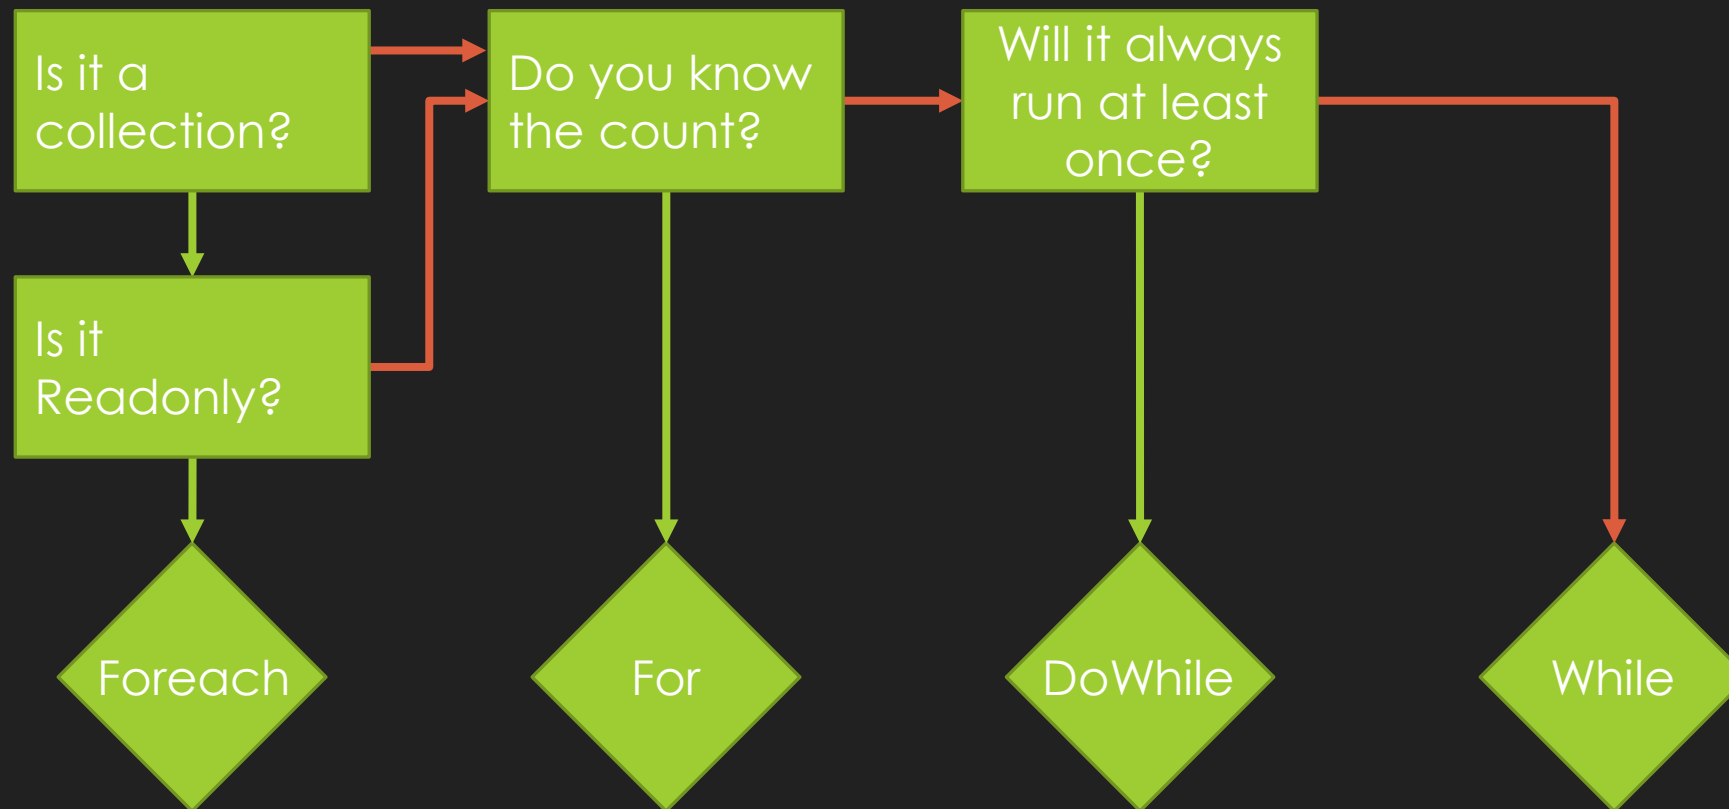 Is it a
collection?
Do you know
the count?
Will it always
run at least
once?
Is it
Readonly?
Foreach
For
DoWhile
While